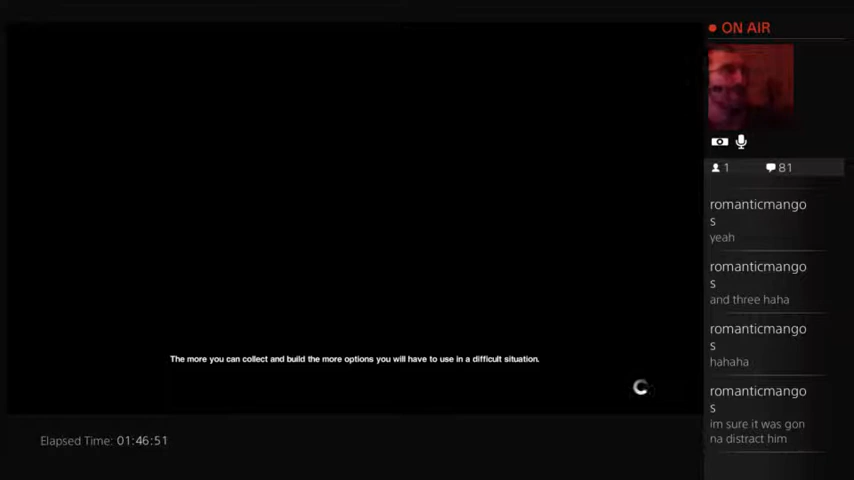 ON AIR
1
81
romanticmango
s
yeah
romanticmango
s
and three haha
romanticmango
s
hahaha
romanticmango
s
im sure it was gon
na distract him
The more you can collect and build the more options you will have to use in a difficult situation.
Elapsed Time: 01:46:51